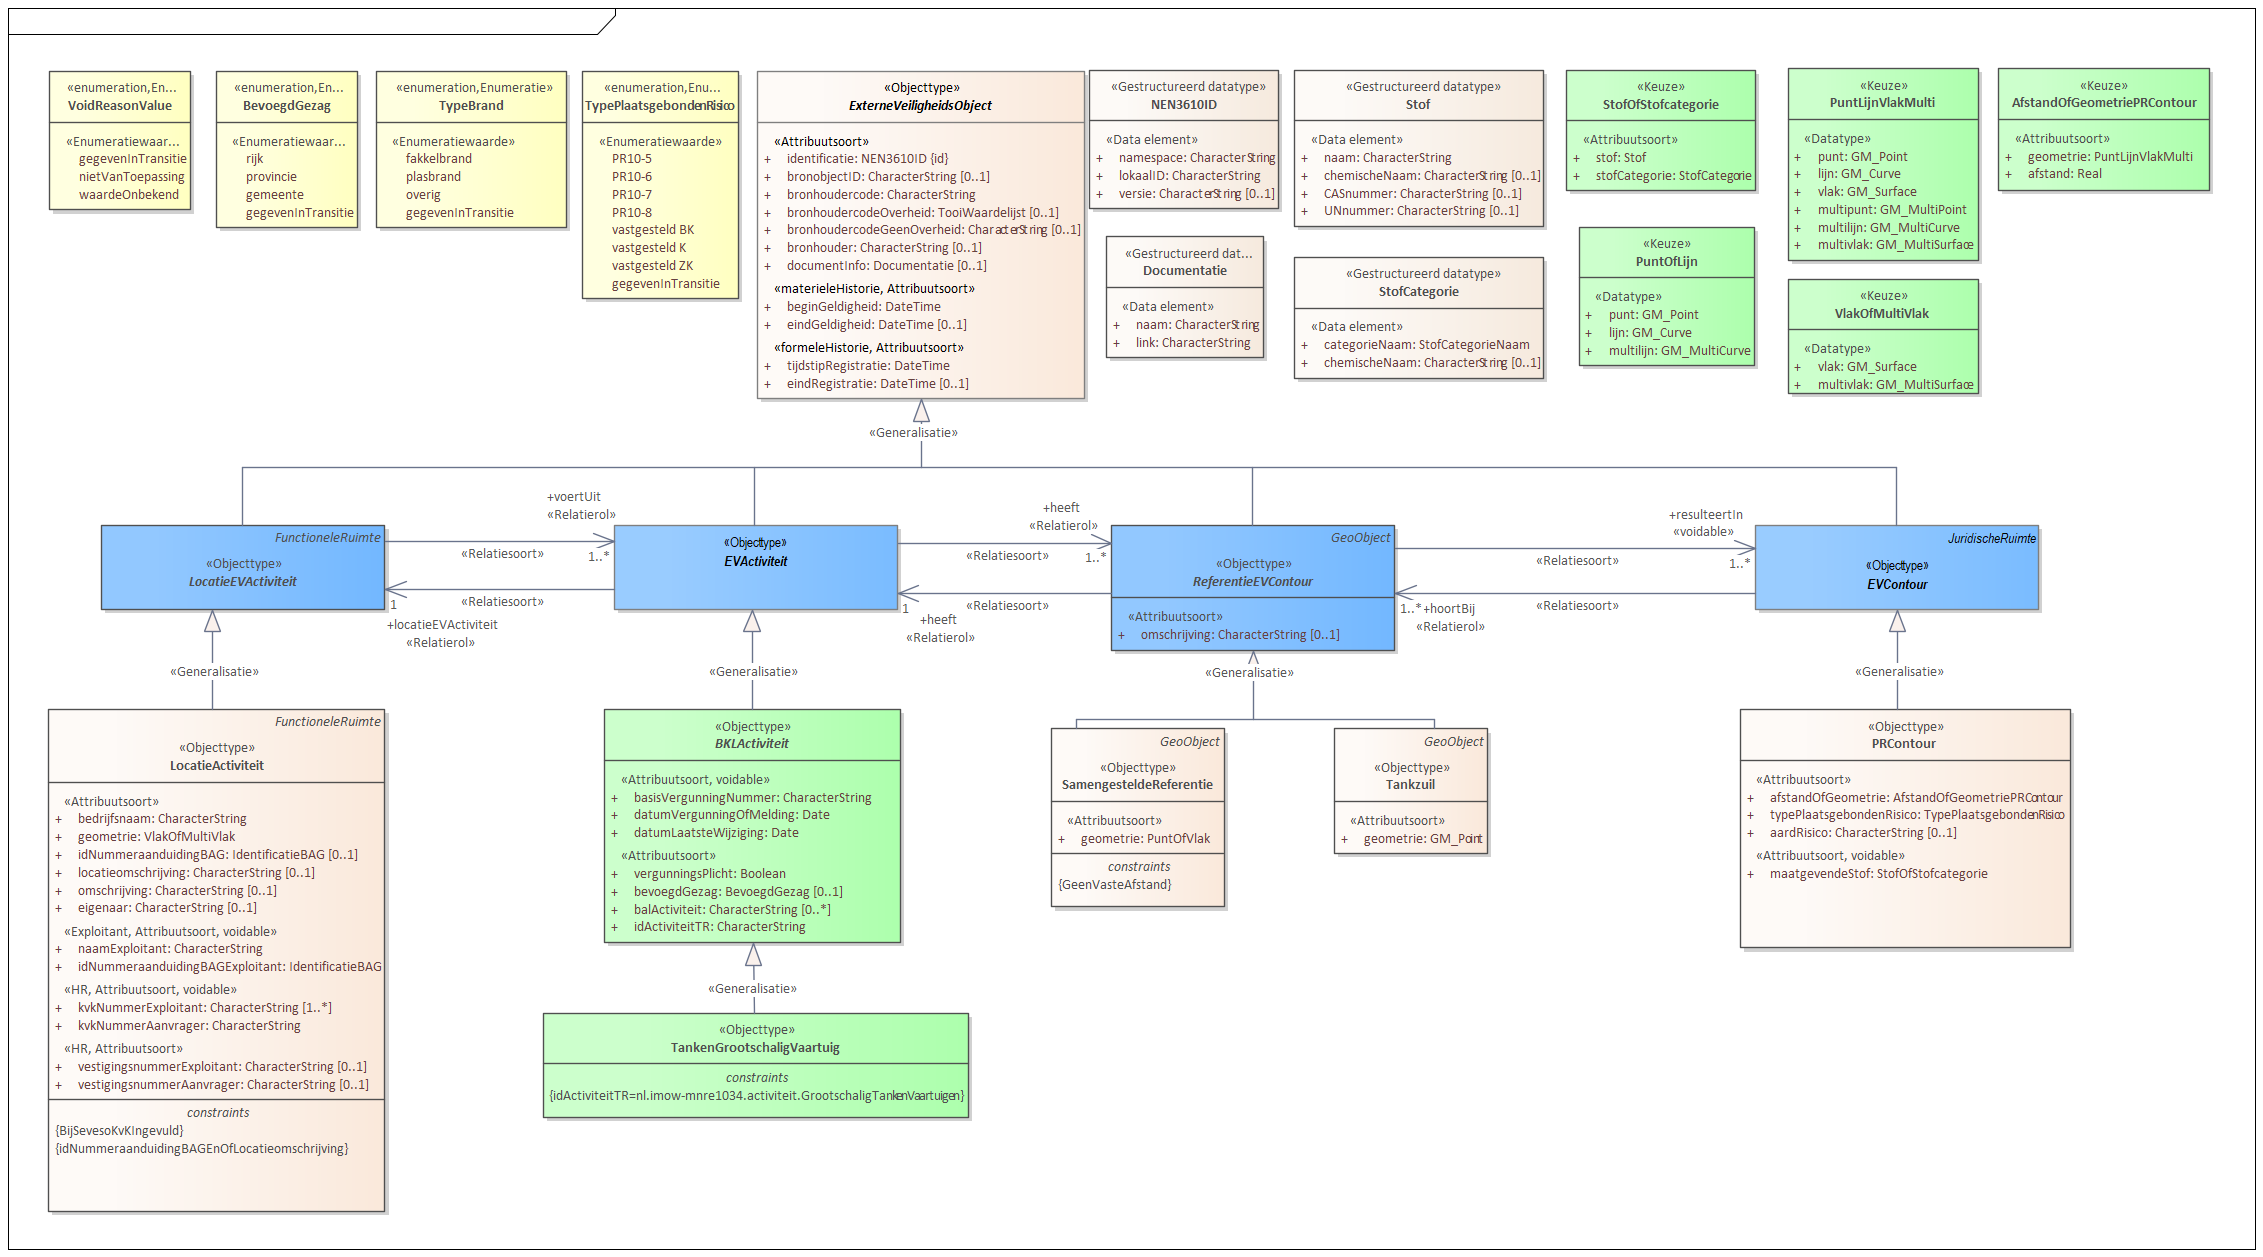 «enumeration,En...
VoidReasonValue
«Enumeratiewaar...
gegevenInTransitie
nietVanToepassing
waardeOnbekend
«enumeration,En...
BevoegdGezag
«Enumeratiewaar...
rijk
provincie
gemeente
gegevenInTransitie
«enumeration,Enumeratie»
TypeBrand
«Enumeratiewaarde»
fakkelbrand
plasbrand
overig
gegevenInTransitie
«enumeration,Enu...
TypePlaatsgebondenRisico
«Enumeratiewaarde»
PR10-5
PR10-6
PR10-7
PR10-8
vastgesteld BK
vastgesteld K
vastgesteld ZK
gegevenInTransitie
«Objecttype»
ExterneVeiligheidsObject
«Attribuutsoort»
+ identificatie: NEN3610ID {id}
+ bronobjectID: CharacterString [0..1]
+ bronhoudercode: CharacterString
+ bronhoudercodeOverheid: TooiWaardelijst [0..1]
+ bronhoudercodeGeenOverheid: CharacterString [0..1]
+ bronhouder: CharacterString [0..1]
+ documentInfo: Documentatie [0..1]
«materieleHistorie, Attribuutsoort»
+ beginGeldigheid: DateTime
+ eindGeldigheid: DateTime [0..1]
«formeleHistorie, Attribuutsoort»
+ tijdstipRegistratie: DateTime
+ eindRegistratie: DateTime [0..1]
«Gestructureerd datatype»
NEN3610ID
«Data element»
+ namespace: CharacterString
+ lokaalID: CharacterString
+ versie: CharacterString [0..1]
«Gestructureerd dat...
Documentatie
«Data element»
+ naam: CharacterString
+ link: CharacterString
«Gestructureerd datatype»
Stof
«Data element»
+ naam: CharacterString
+ chemischeNaam: CharacterString [0..1]
+ CASnummer: CharacterString [0..1]
+ UNnummer: CharacterString [0..1]
«Gestructureerd datatype»
StofCategorie
«Data element»
+ categorieNaam: StofCategorieNaam
+ chemischeNaam: CharacterString [0..1]
«Keuze»
StofOfStofcategorie
«Attribuutsoort»
+ stof: Stof
+ stofCategorie: StofCategorie
«Keuze»
PuntOfLijn
«Datatype»
+ punt: GM_Point
+ lijn: GM_Curve
+ multilijn: GM_MultiCurve
«Keuze»
PuntLijnVlakMulti
«Datatype»
+ punt: GM_Point
+ lijn: GM_Curve
+ vlak: GM_Surface
+ multipunt: GM_MultiPoint
+ multilijn: GM_MultiCurve
+ multivlak: GM_MultiSurface
«Keuze»
VlakOfMultiVlak
«Datatype»
+ vlak: GM_Surface
+ multivlak: GM_MultiSurface
«Keuze»
AfstandOfGeometriePRContour
«Attribuutsoort»
+ geometrie: PuntLijnVlakMulti
+ afstand: Real
«Generalisatie»
FunctioneleRuimte
«Objecttype»
LocatieEVActiviteit
+voertUit
«Relatierol»
«Relatiesoort»
1..*
«Relatiesoort»
1
+locatieEVActiviteit
«Relatierol»
«Objecttype»
EVActiviteit
+heeft
«Relatierol»
«Relatiesoort»
1..*
«Relatiesoort»
1
+heeft
«Relatierol»
GeoObject
«Objecttype»
ReferentieEVContour
«Attribuutsoort»
+ omschrijving: CharacterString [0..1]
+resulteertIn
«voidable»
«Relatiesoort»
1..*
«Relatiesoort»
1..*
+hoortBij
«Relatierol»
JuridischeRuimte
«Objecttype»
EVContour
«Generalisatie»
«Generalisatie»
«Generalisatie»
«Generalisatie»
FunctioneleRuimte
«Objecttype»
LocatieActiviteit
«Attribuutsoort»
+ bedrijfsnaam: CharacterString
+ geometrie: VlakOfMultiVlak
+ idNummeraanduidingBAG: IdentificatieBAG [0..1]
+ locatieomschrijving: CharacterString [0..1]
+ omschrijving: CharacterString [0..1]
+ eigenaar: CharacterString [0..1]
«Exploitant, Attribuutsoort, voidable»
+ naamExploitant: CharacterString
+ idNummeraanduidingBAGExploitant: IdentificatieBAG
«HR, Attribuutsoort, voidable»
+ kvkNummerExploitant: CharacterString [1..*]
+ kvkNummerAanvrager: CharacterString
«HR, Attribuutsoort»
+ vestigingsnummerExploitant: CharacterString [0..1]
+ vestigingsnummerAanvrager: CharacterString [0..1]
constraints
{BijSevesoKvKIngevuld}
{idNummeraanduidingBAGEnOfLocatieomschrijving}
«Objecttype»
BKLActiviteit
«Attribuutsoort, voidable»
+ basisVergunningNummer: CharacterString
+ datumVergunningOfMelding: Date
+ datumLaatsteWijziging: Date
«Attribuutsoort»
+ vergunningsPlicht: Boolean
+ bevoegdGezag: BevoegdGezag [0..1]
+ balActiviteit: CharacterString [0..*]
+ idActiviteitTR: CharacterString
«Generalisatie»
«Objecttype»
TankenGrootschaligVaartuig
constraints
{idActiviteitTR=nl.imow-mnre1034.activiteit.GrootschaligTankenVaartuigen}
GeoObject
«Objecttype»
SamengesteldeReferentie
«Attribuutsoort»
+ geometrie: PuntOfVlak
constraints
{GeenVasteAfstand}
GeoObject
«Objecttype»
Tankzuil
«Attribuutsoort»
+ geometrie: GM_Point
«Objecttype»
PRContour
«Attribuutsoort»
+ afstandOfGeometrie: AfstandOfGeometriePRContour
+ typePlaatsgebondenRisico: TypePlaatsgebondenRisico
+ aardRisico: CharacterString [0..1]
«Attribuutsoort, voidable»
+ maatgevendeStof: StofOfStofcategorie